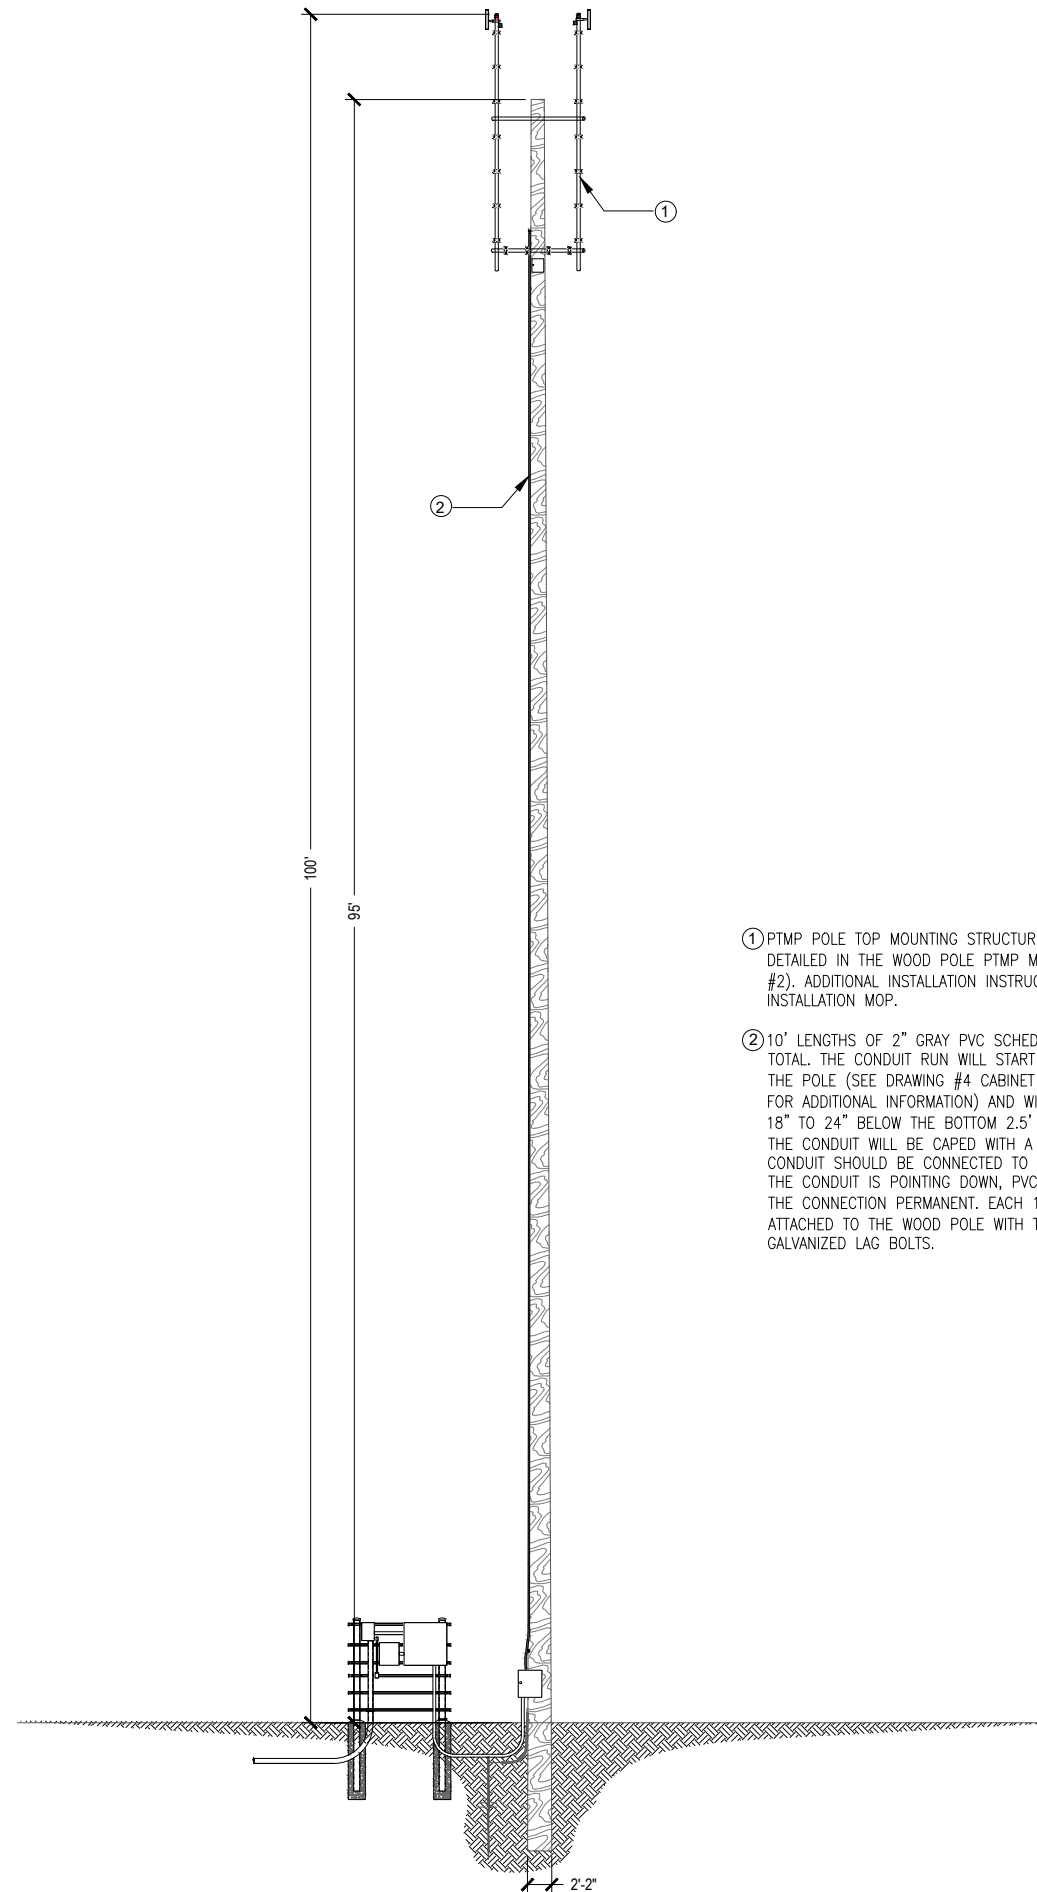 1
2
100'
95'
1 PTMP POLE TOP MOUNTING STRUCTUR
DETAILED IN THE WOOD POLE PTMP M
#2). ADDITIONAL INSTALLATION INSTRUC
INSTALLATION MOP.
2 10' LENGTHS OF 2" GRAY PVC SCHED
TOTAL. THE CONDUIT RUN WILL START
THE POLE (SEE DRAWING #4 CABINET
FOR ADDITIONAL INFORMATION) AND WI
18" TO 24" BELOW THE BOTTOM 2.5'
THE CONDUIT WILL BE CAPED WITH A
CONDUIT SHOULD BE CONNECTED TO
THE CONDUIT IS POINTING DOWN, PVC
THE CONNECTION PERMANENT. EACH 1
ATTACHED TO THE WOOD POLE WITH T
GALVANIZED LAG BOLTS.
2'-2"